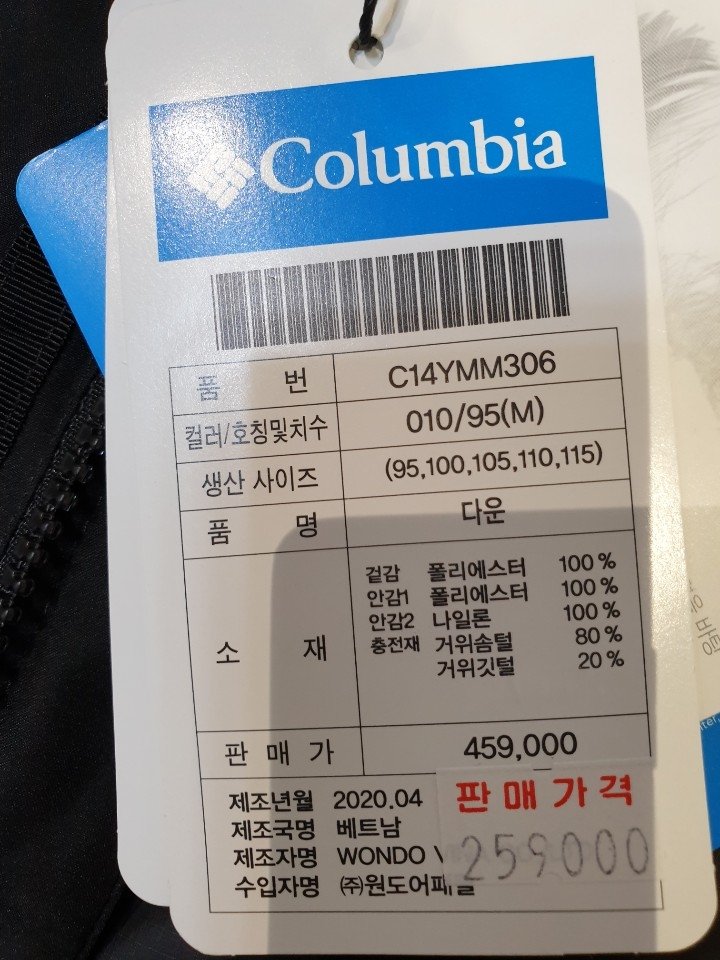 Columbia
품 번 C14YMM306
컬러/호칭및치수 010/95(M)
생산 사이즈 (95,100,105,110,115)
품 명 다운
소 재
겉감 폴리에스터 100 %
안감1 폴리에스터 100 %
안감2 나일론 100 %
충전재 거위솜털 80 %
거위깃털 20 %
판 매 가 459,000
제조년월 2020.04
제조국명 베트남
제조자명 WONDO
수입자명 ㈜원도어패럴
판매가격
259000